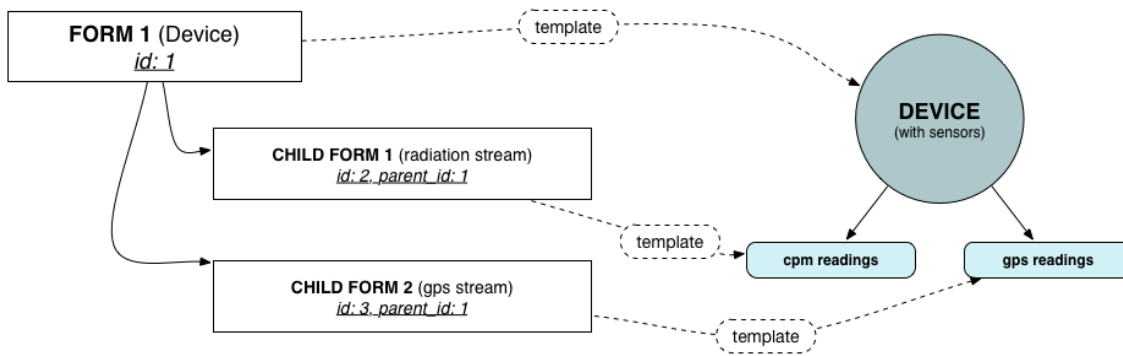 FORM 1 (Device)
id: 1
template
DEVICE
(with sensors)
CHILD FORM 1 (radiation stream)
id: 2, parent_id: 1
template
cpm readings
gps readings
CHILD FORM 2 (gps stream)
id: 3, parent_id: 1
template